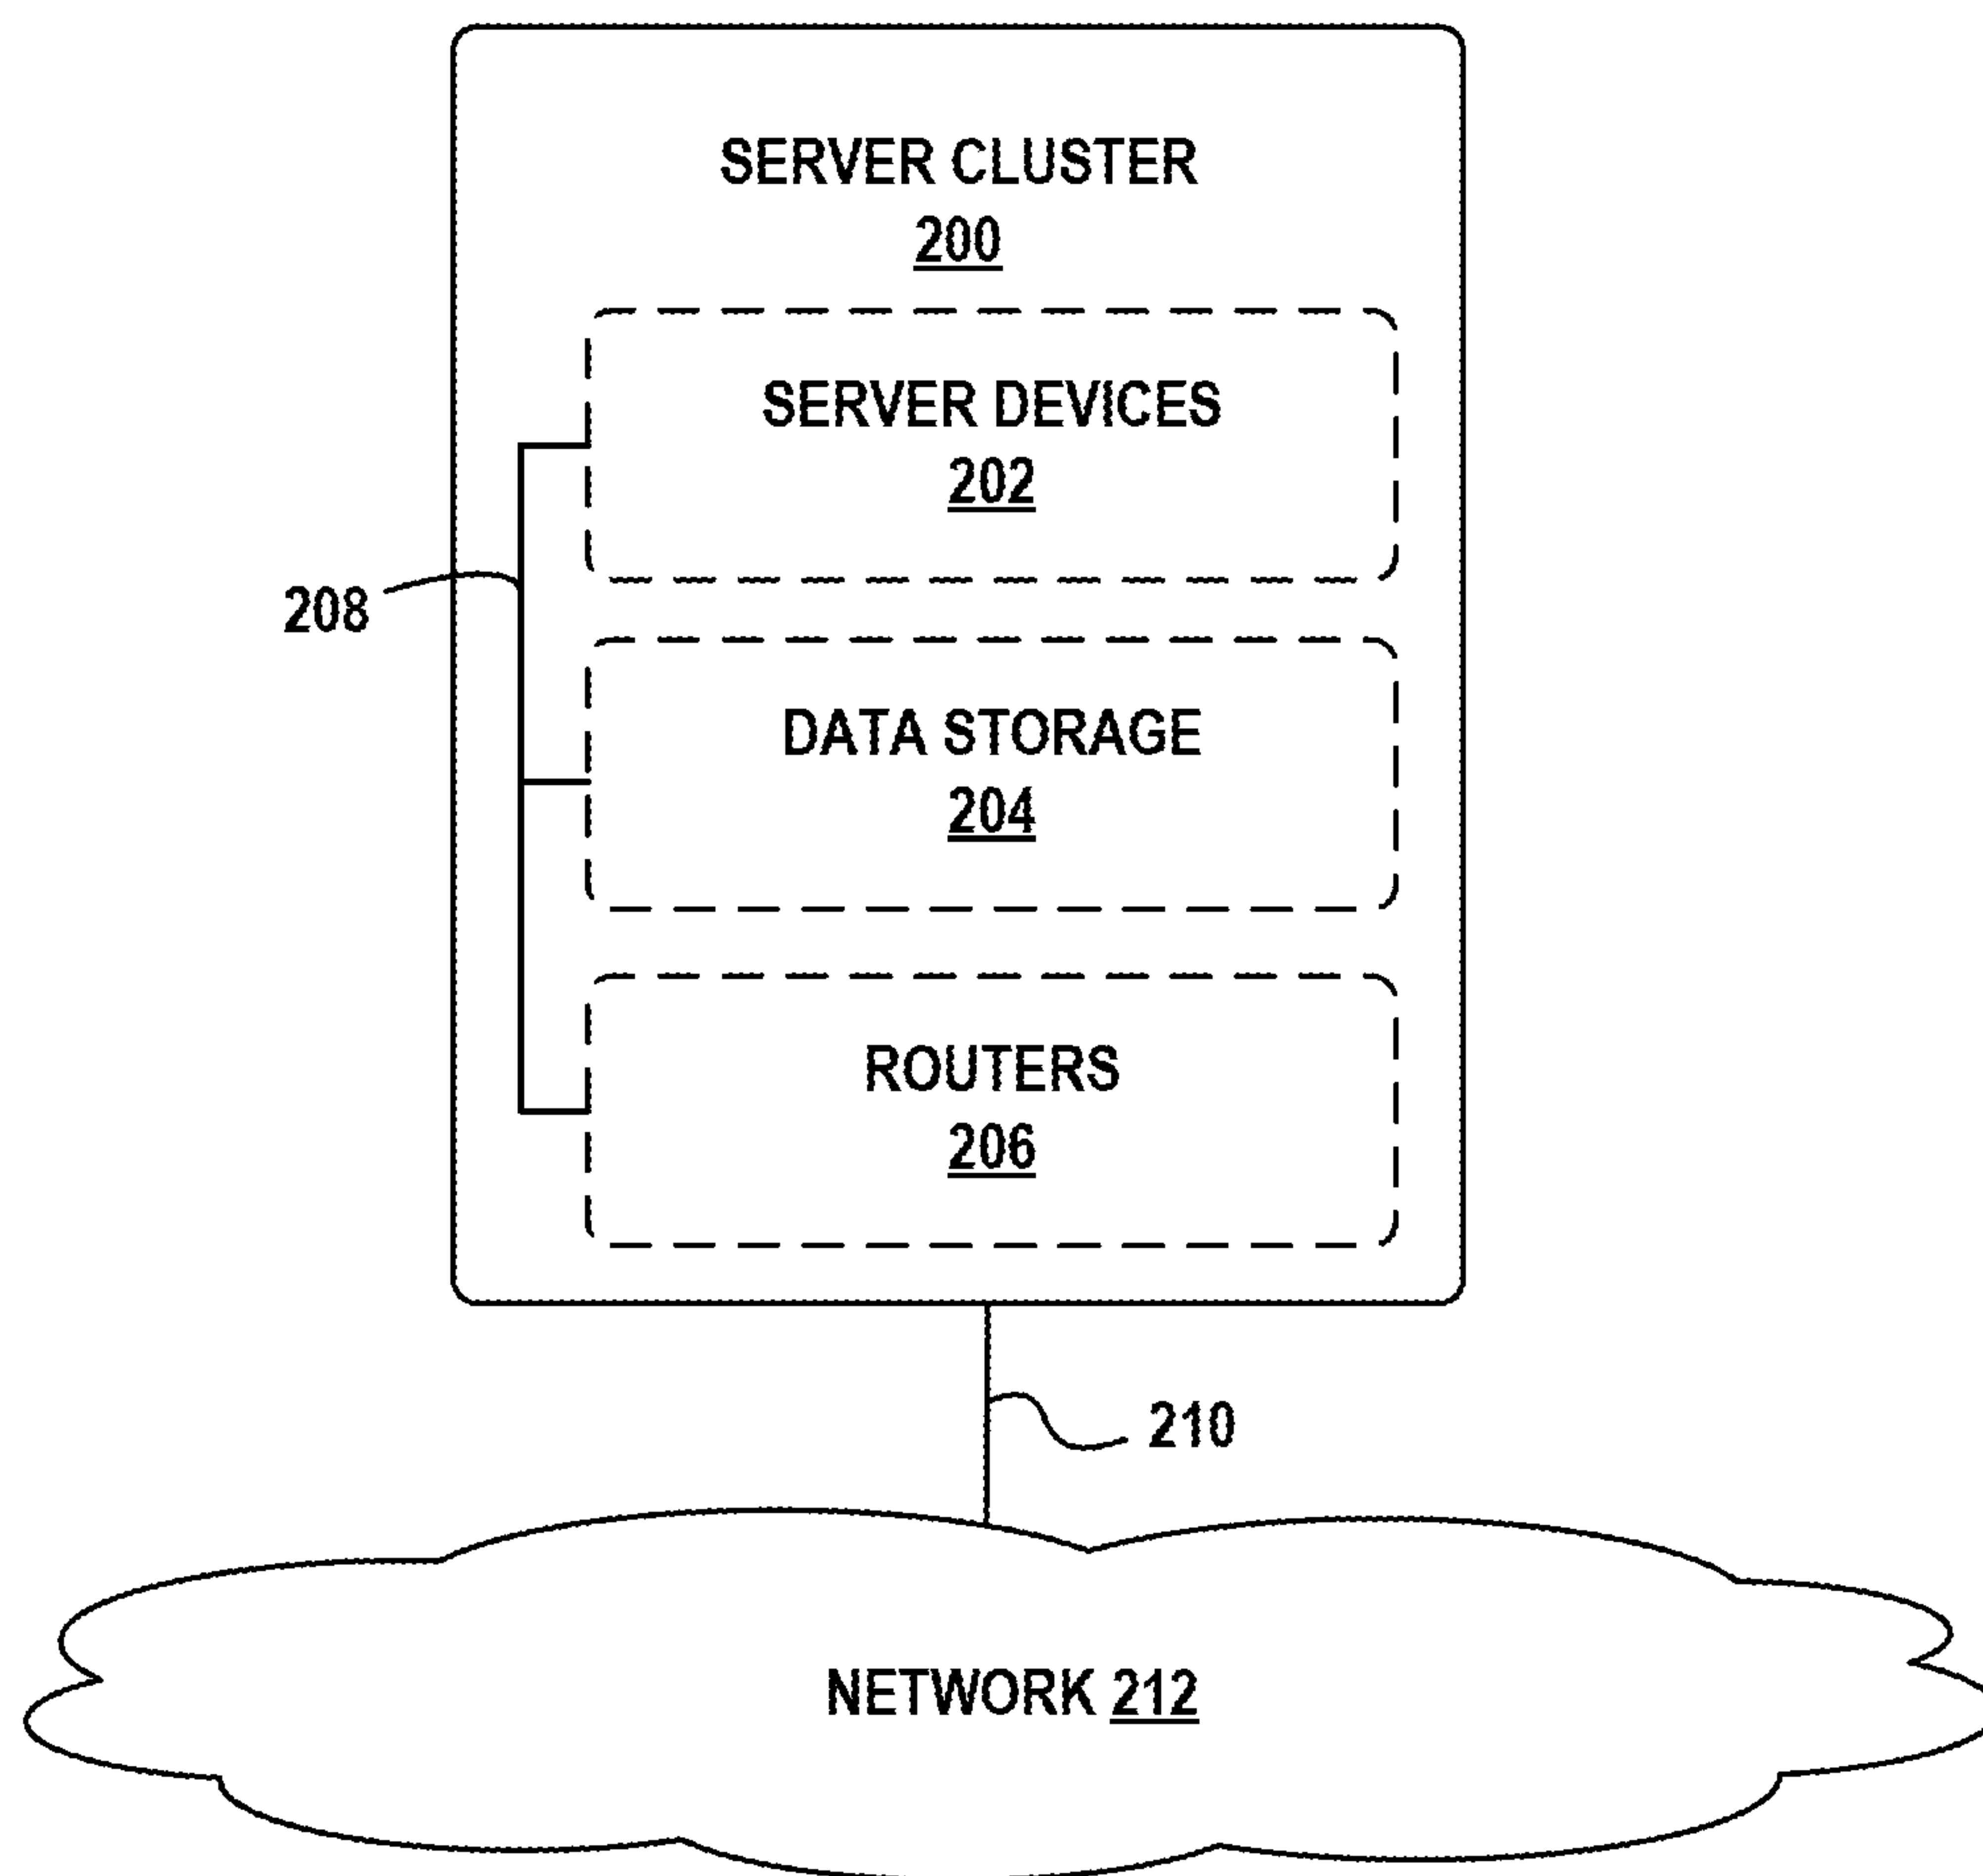 SERVER CLUSTER
200
SERVER DEVICES
202
208
DATA STORAGE
204
ROUTERS
206
210
NETWORK 212